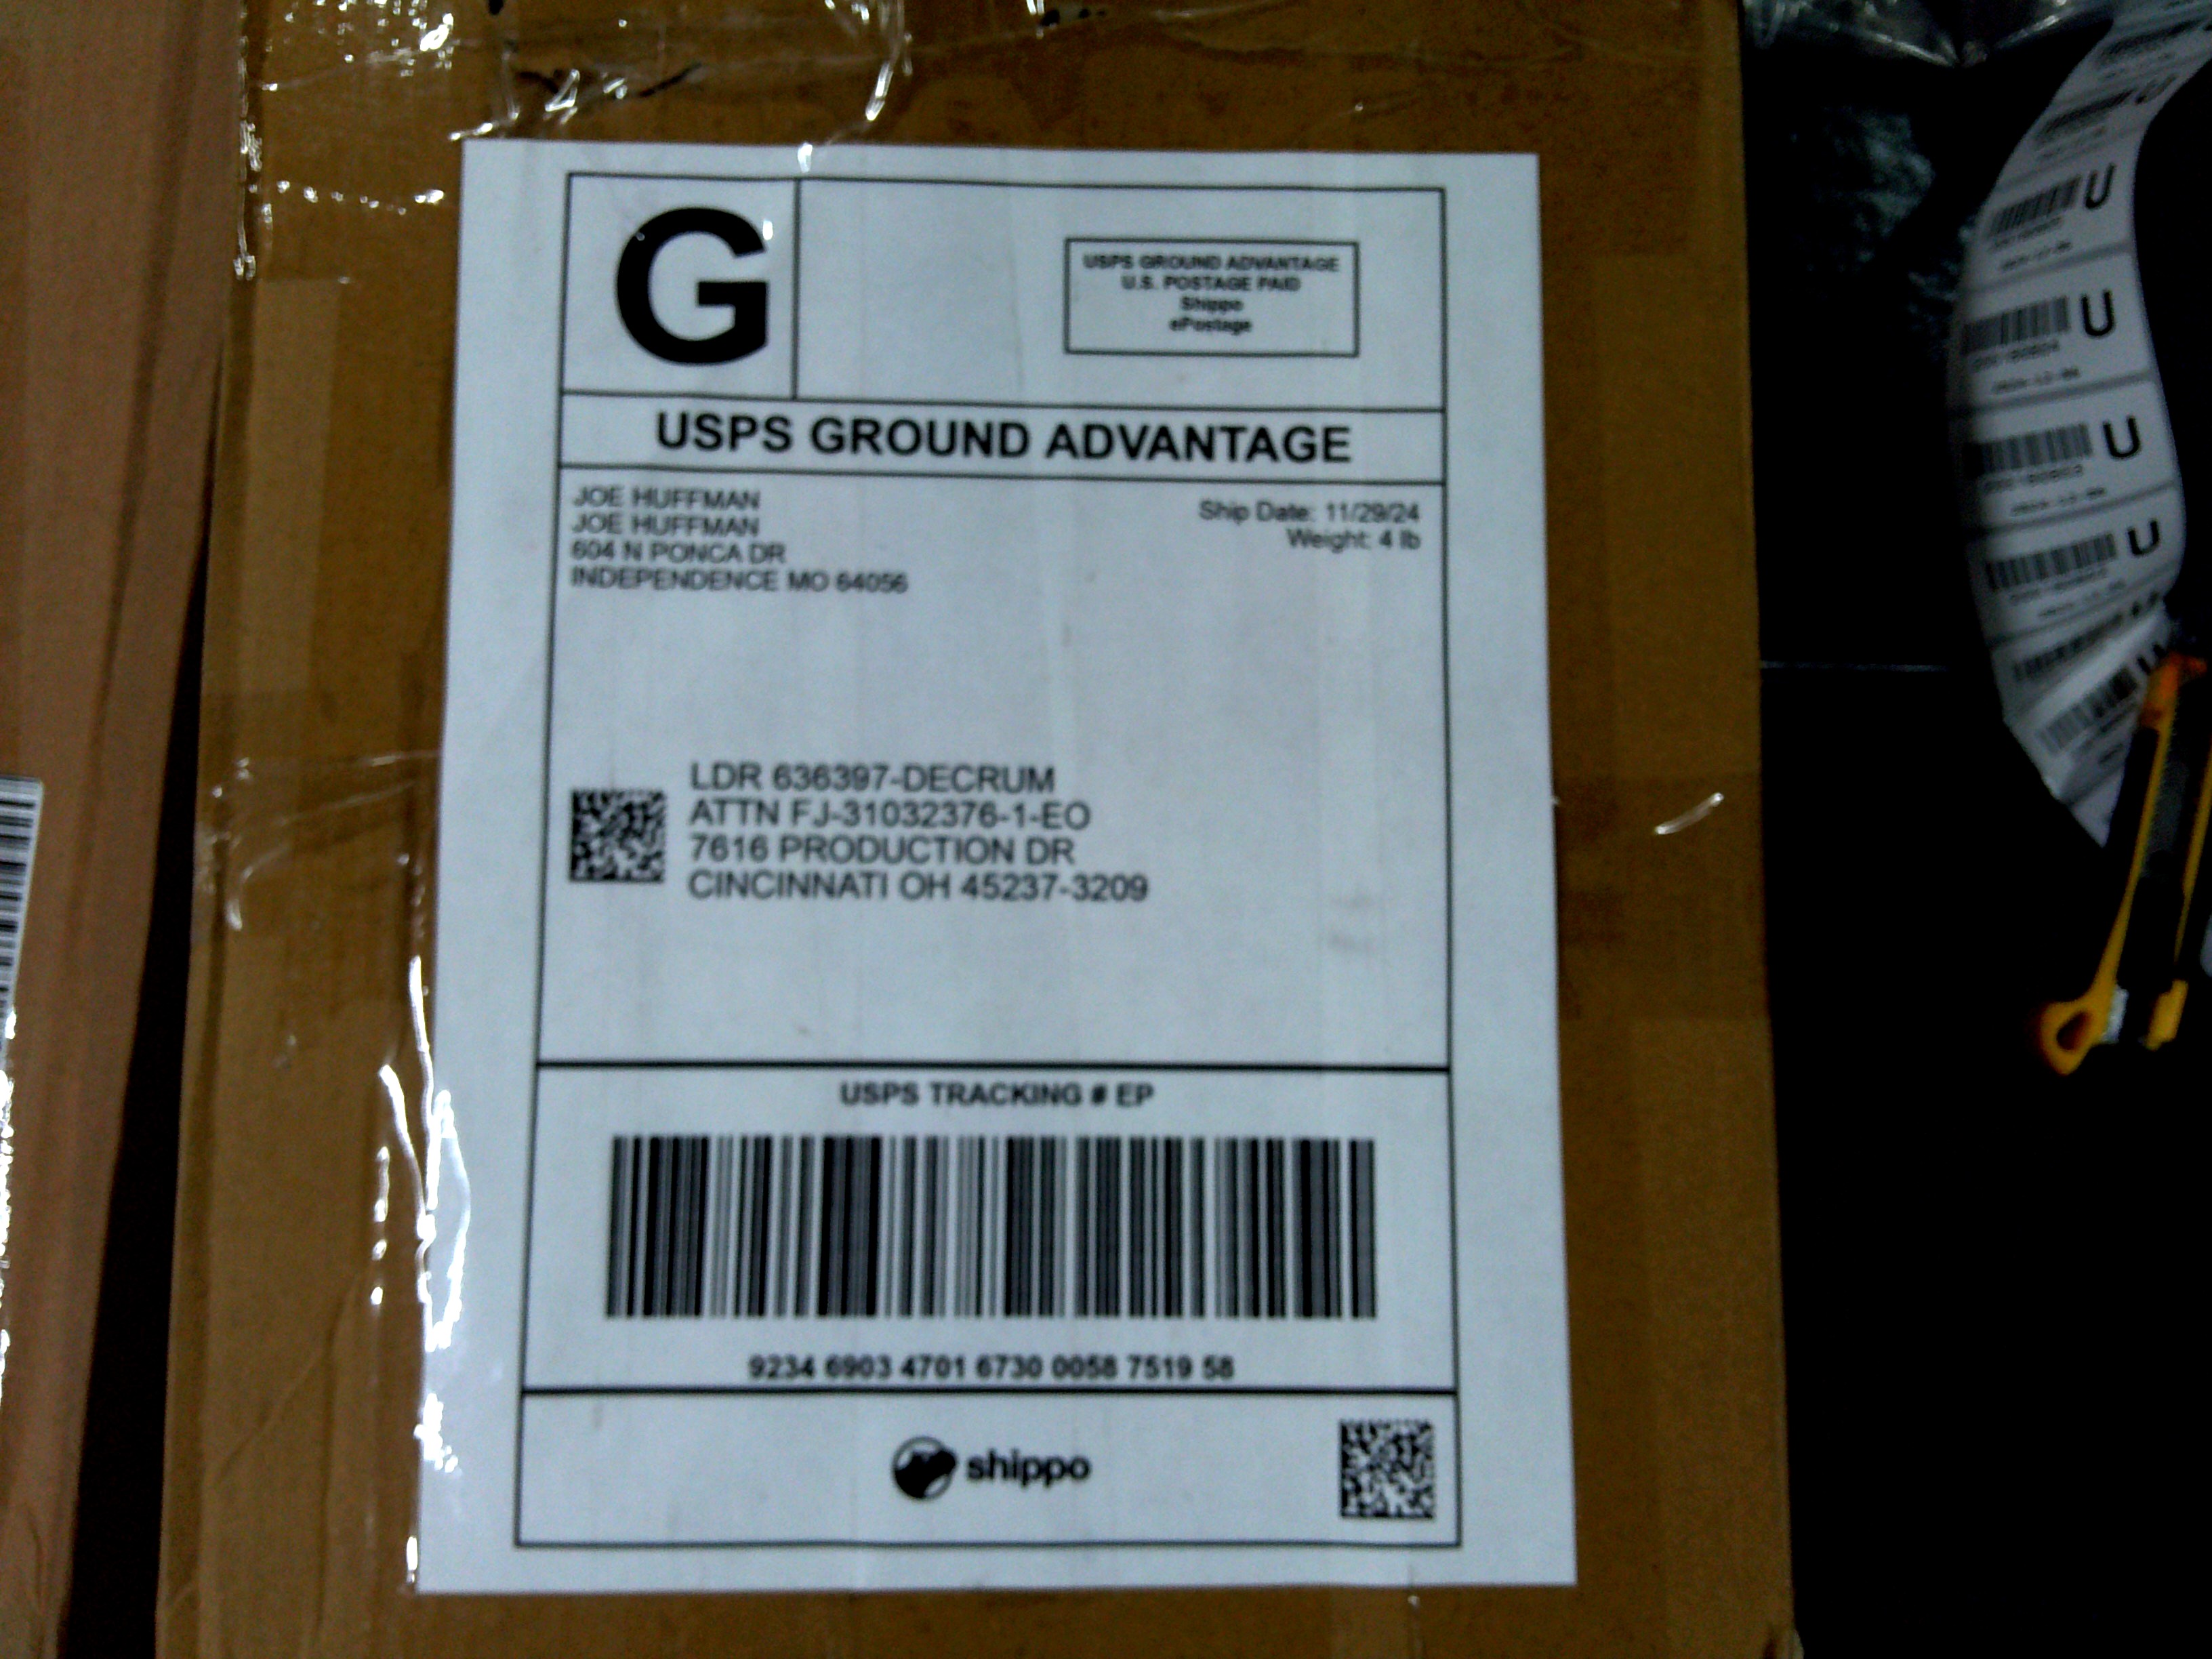 G
USPS GROUND ADVANTAGE
U.S. POSTAGE PAID
Shippo
ePostage
USPS GROUND ADVANTAGE
JOE HUFFMAN
JOE HUFFMAN
604 N PONCA DR
INDEPENDENCE MO 64056
Ship Date: 11/29/24
Weight: 4 lb
LDR 636397-DECRUM
ATTN FJ-31032376-1-EO
7616 PRODUCTION DR
CINCINNATI OH 45237-3209
USPS TRACKING # EP
9234 6903 4701 6730 0058 7519 58
shippo
U
U
U
U